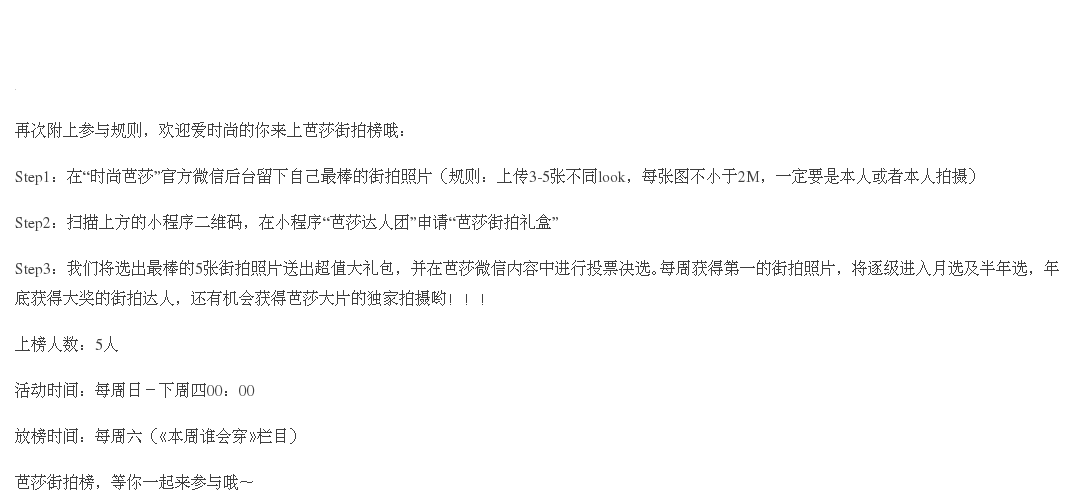 再次附上参与规则，欢迎爱时尚的你来上芭莎街拍榜哦：
Step1：在“时尚芭莎”官方微信后台留下自己最棒的街拍照片（规则：上传3-5张不同look，每张图不小于2M，一定要是本人或者本人拍摄）
Step2：扫描上方的小程序二维码，在小程序“芭莎达人团”申请“芭莎街拍礼盒”
Step3：我们将选出最棒的5张街拍照片送出超值大礼包，并在芭莎微信内容中进行投票决选。每周获得第一的街拍照片，将逐级进入月选及半年选，年
底获得大奖的街拍达人，还有机会获得芭莎大片的独家拍摄哟！！！
上榜人数：5人
活动时间：每周日－下周四00：00
放榜时间：每周六（《本周谁会穿》栏目）
芭莎街拍榜，等你一起来参与哦～